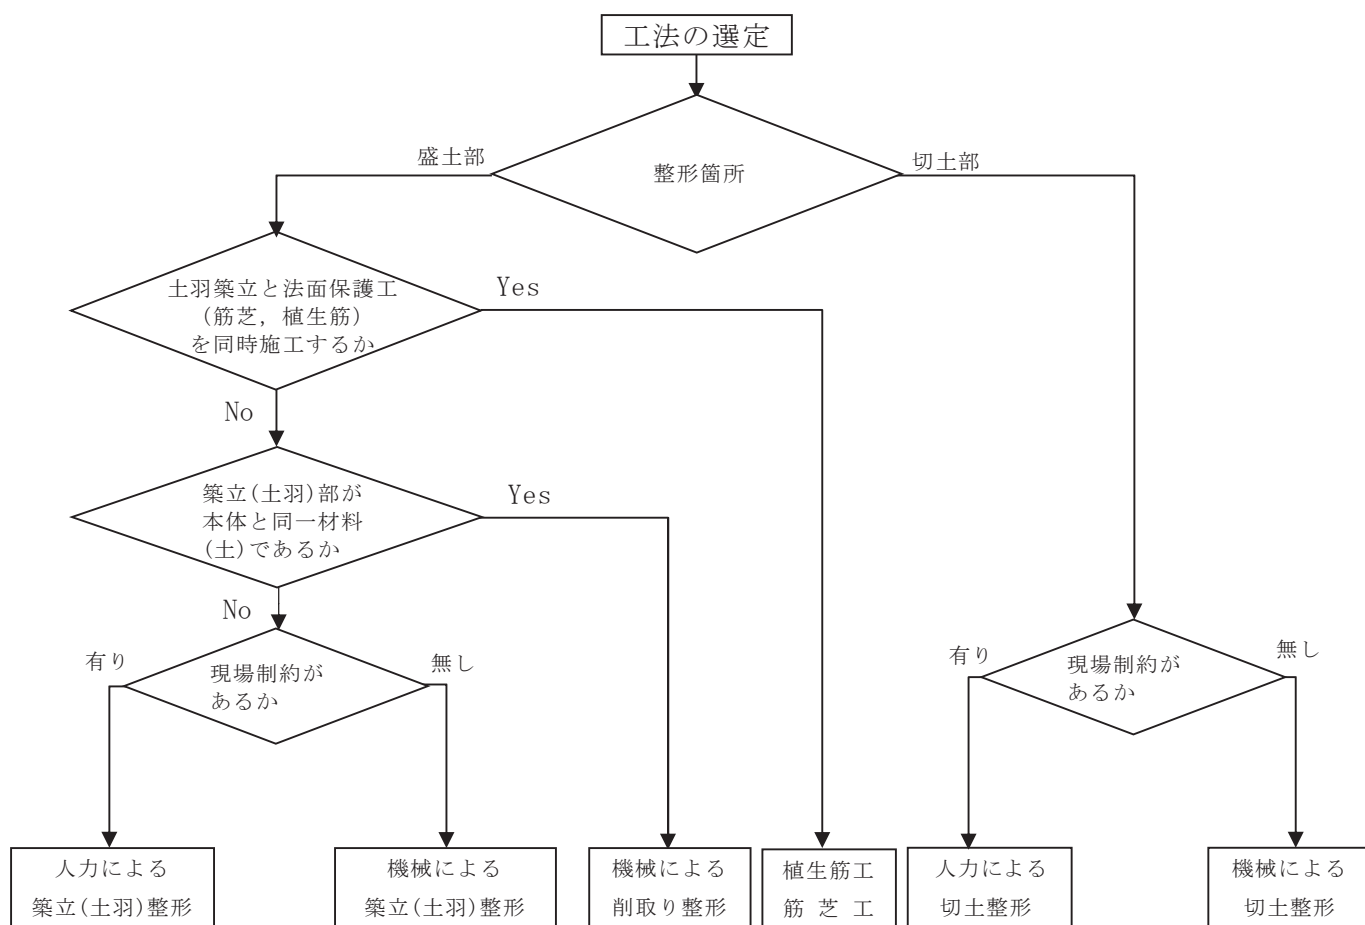 工法の選定
盛土部
整形箇所
切土部
土羽築立と法面保護工
(筋芝，植生筋)
を同時施工するか
Yes
No
築立(土羽)部が
本体と同一材料
(土)であるか
Yes
No
有り
現場制約が
あるか
無し
有り
現場制約が
あるか
無し
人力による
築立(土羽)整形
機械による
築立(土羽)整形
機械による
削取り整形
植生筋工
筋 芝 工
人力による
切土整形
機械による
切土整形